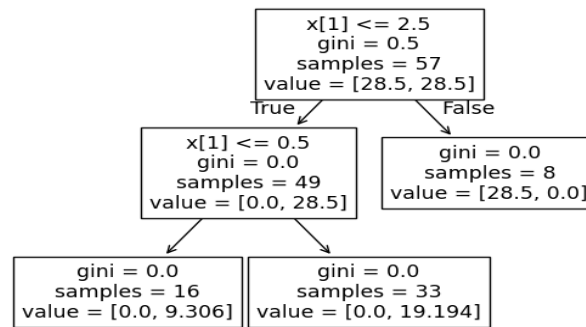 x[1] <= 2.5
gini = 0.5
samples = 57
value = [28.5, 28.5]
True
False
x[1] <= 0.5
gini = 0.0
samples = 49
value = [0.0, 28.5]
gini = 0.0
samples = 8
value = [28.5, 0.0]
gini = 0.0
samples = 16
value = [0.0, 9.306]
gini = 0.0
samples = 33
value = [0.0, 19.194]